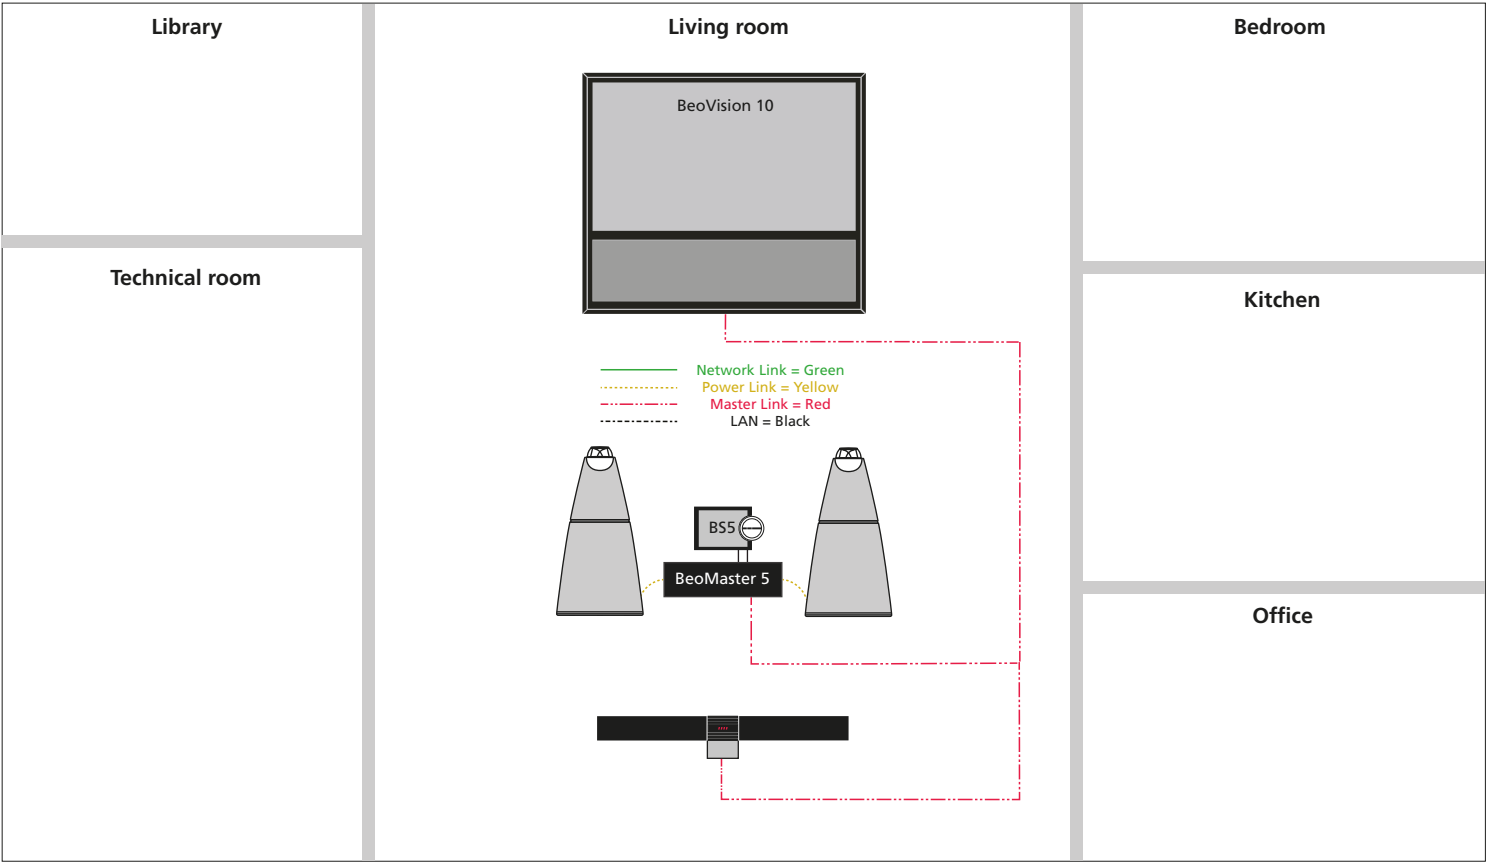 Library
Living room
Bedroom
BeoVision 10
Technical room
Kitchen
Network Link = Green
Power Link = Yellow
Master Link = Red
LAN = Black
BS5
BeoMaster 5
Office